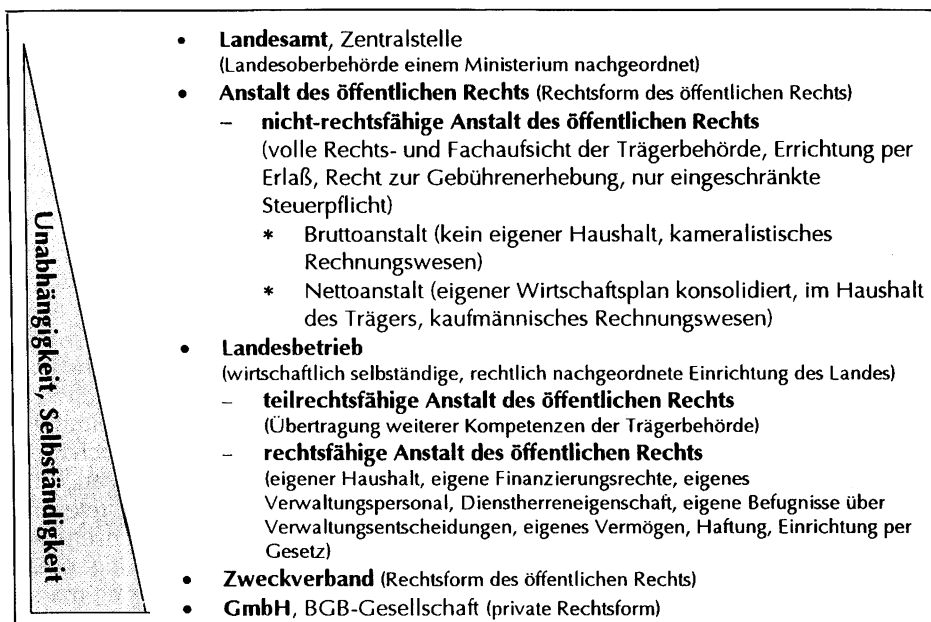 • Landesamt, Zentralstelle
(Landesoberbehörde einem Ministerium nachgeordnet)
• Anstalt des öffentlichen Rechts (Rechtsform des öffentlichen Rechts)
– nicht-rechtsfähige Anstalt des öffentlichen Rechts
(volle Rechts- und Fachaufsicht der Trägerbehörde, Errichtung per
Erlaß, Recht zur Gebührenerhebung, nur eingeschränkte
Steuerpflicht)
* Bruttoanstalt (kein eigener Haushalt, kameralistisches
Rechnungswesen)
* Nettoanstalt (eigener Wirtschaftsplan konsolidiert, im Haushalt
des Trägers, kaufmännisches Rechnungswesen)
• Landesbetrieb
(wirtschaftlich selbständige, rechtlich nachgeordnete Einrichtung des Landes)
– teilrechtsfähige Anstalt des öffentlichen Rechts
(Übertragung weiterer Kompetenzen der Trägerbehörde)
– rechtsfähige Anstalt des öffentlichen Rechts
(eigener Haushalt, eigene Finanzierungsrechte, eigenes
Verwaltungspersonal, Dienstherreneigenschaft, eigene Befugnisse über
Verwaltungsentscheidungen, eigenes Vermögen, Haftung, Einrichtung per
Gesetz)
• Zweckverband (Rechtsform des öffentlichen Rechts)
• GmbH, BGB-Gesellschaft (private Rechtsform)
Unabhängigkeit, Selbständigkeit